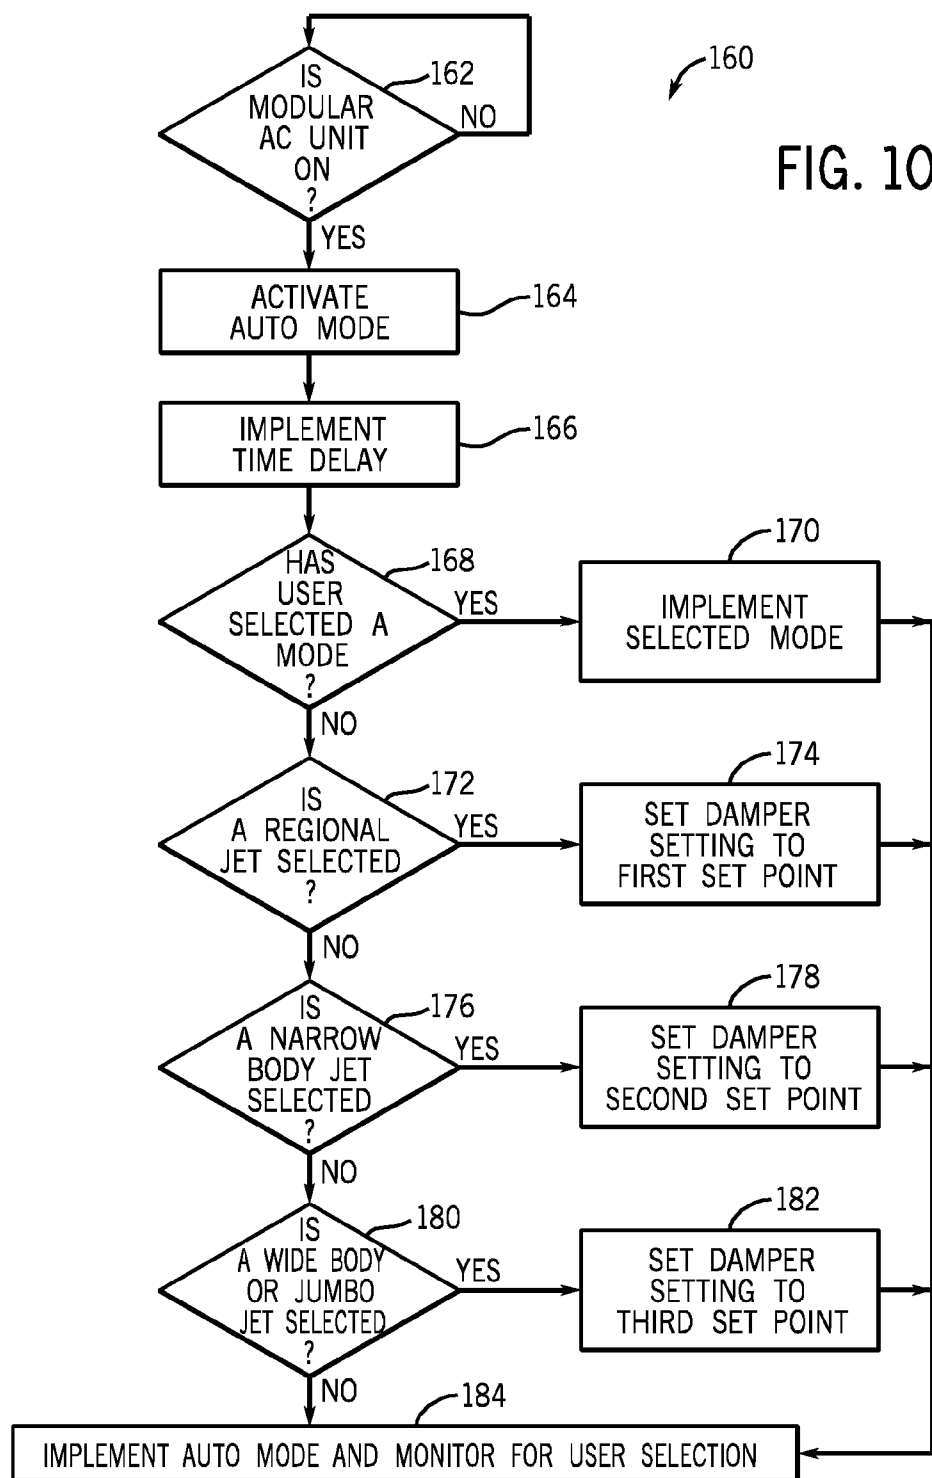 160
FIG. 10
IS
MODULAR
AC UNIT
ON
?
162
NO
YES
ACTIVATE
AUTO MODE
164
IMPLEMENT
TIME DELAY
166
HAS
USER
SELECTED A
MODE
?
168
YES
170
IMPLEMENT
SELECTED MODE
NO
IS
A REGIONAL
JET SELECTED
?
172
YES
174
SET DAMPER
SETTING TO
FIRST SET POINT
NO
IS
A NARROW
BODY JET
SELECTED
?
176
YES
178
SET DAMPER
SETTING TO
SECOND SET POINT
NO
IS
A WIDE BODY
OR JUMBO
JET SELECTED
?
180
YES
182
SET DAMPER
SETTING TO
THIRD SET POINT
NO
184
IMPLEMENT AUTO MODE AND MONITOR FOR USER SELECTION